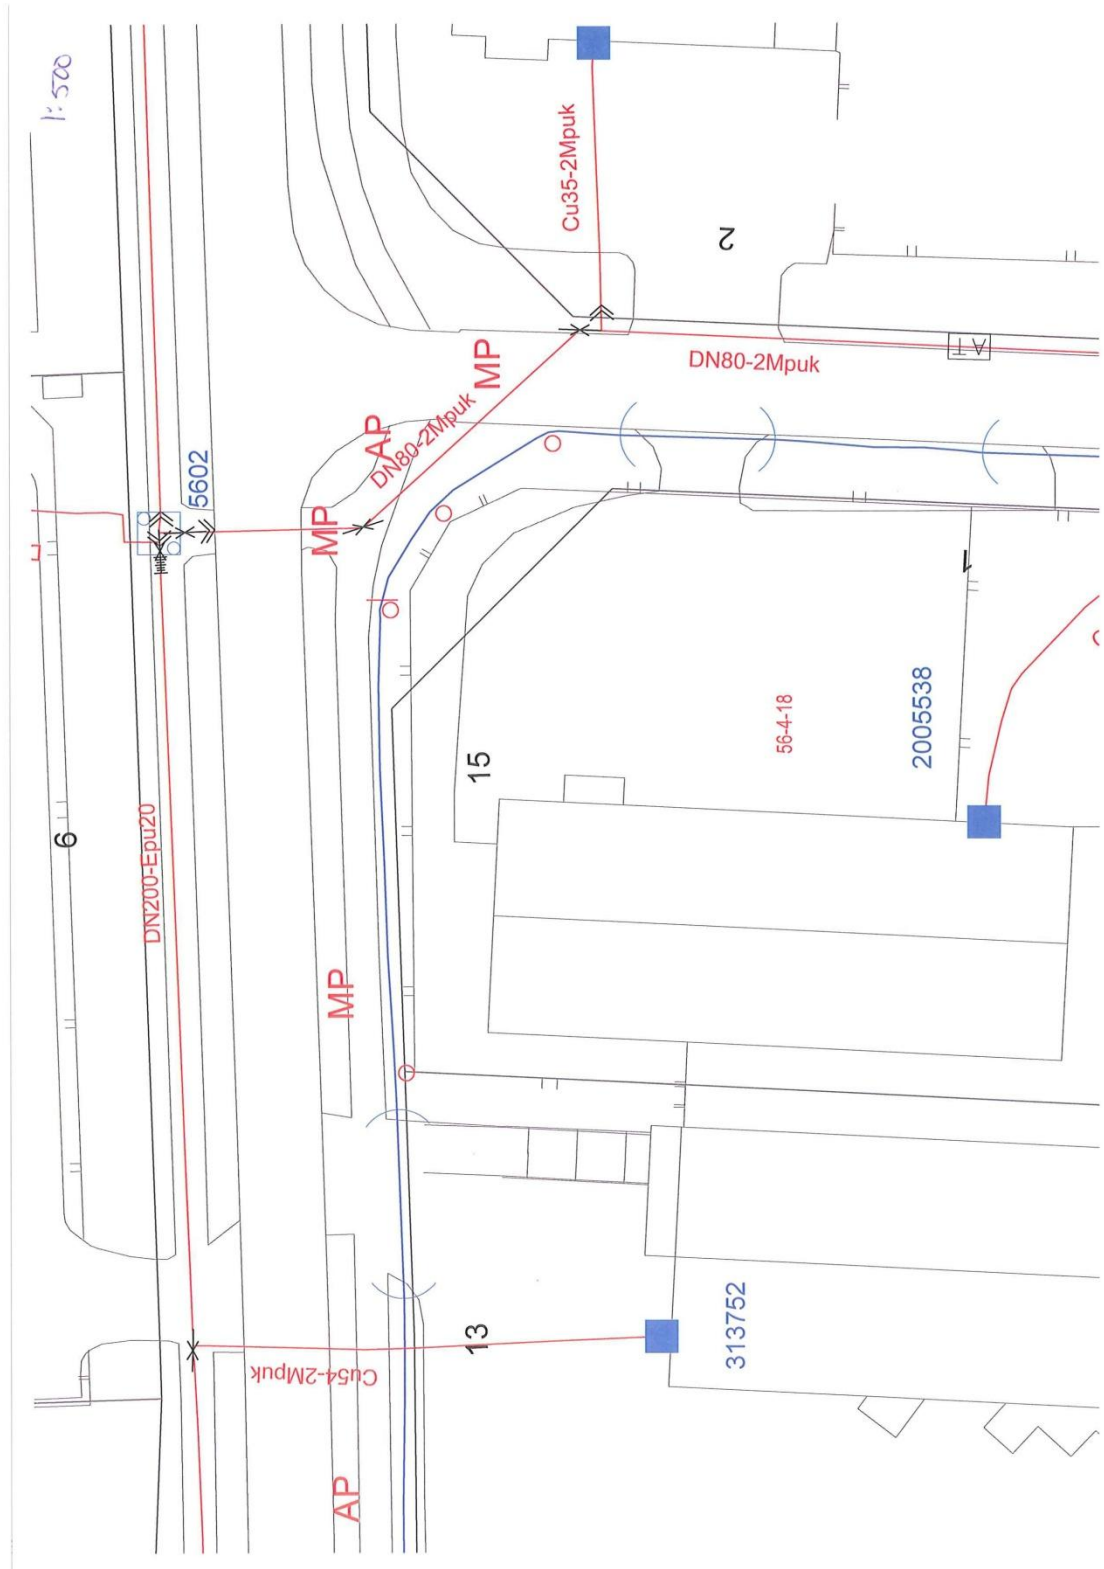 1:500
Cu35-2Mpuk
2
MP
DN80-2Mpuk
AT
AP
DN80-2Mpuk
5602
MP
1
56-4-18
2005538
15
6
DN200-Epu20
MP
313752
13
Cu54-2Mpuk
AP